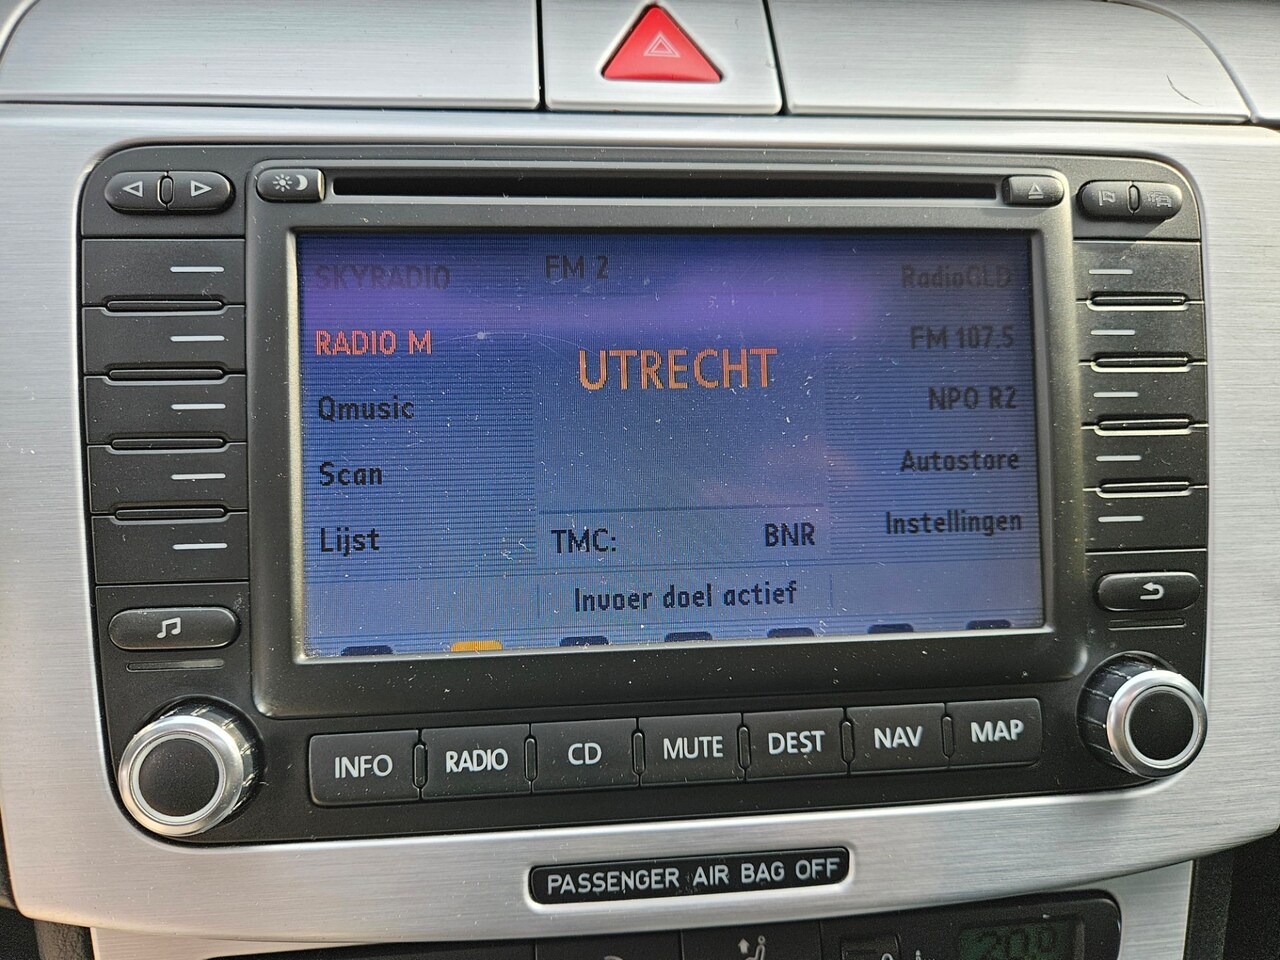 SKYRADIO
FM 2
RadioGLD
RADIO M
UTRECHT
FM 107.5
Qmusic
NPO R2
Scan
Autostore
Lijst
TMC:
BNR
Instellingen
Invoer doel actief
INFO
RADIO
CD
MUTE
DEST
NAV
MAP
PASSENGER AIR BAG OFF